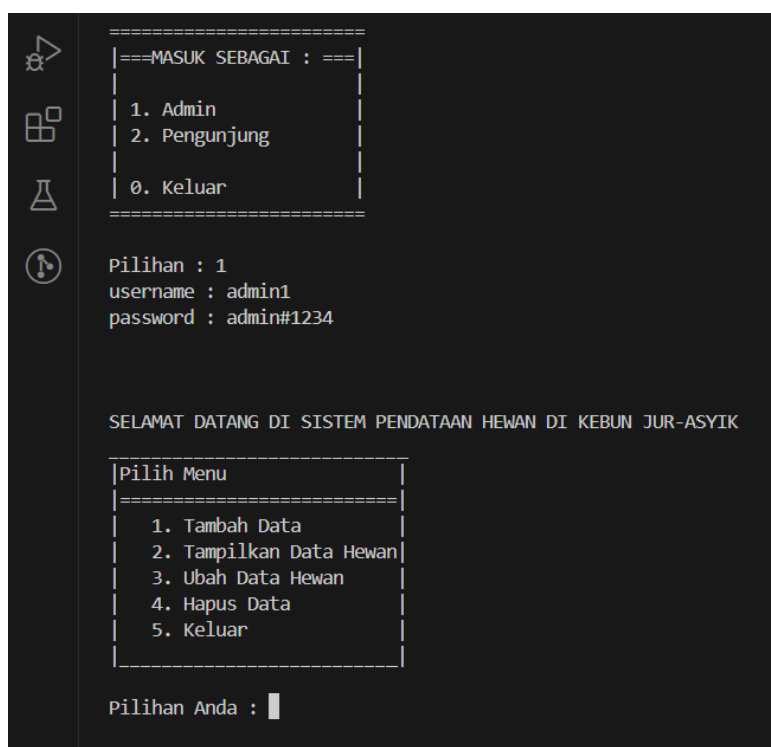 ========================
|===MASUK SEBAGAI : ===|
|                      |
| 1. Admin             |
| 2. Pengunjung        |
|                      |
| 0. Keluar            |
========================
Pilihan : 1
username : admin1
password : admin#1234
SELAMAT DATANG DI SISTEM PENDATAAN HEWAN DI KEBUN JUR-ASYIK
____________________________
|Pilih Menu                |
|==========================|
|   1. Tambah Data         |
|   2. Tampilkan Data Hewan|
|   3. Ubah Data Hewan     |
|   4. Hapus Data          |
|   5. Keluar              |
|__________________________|
Pilihan Anda :